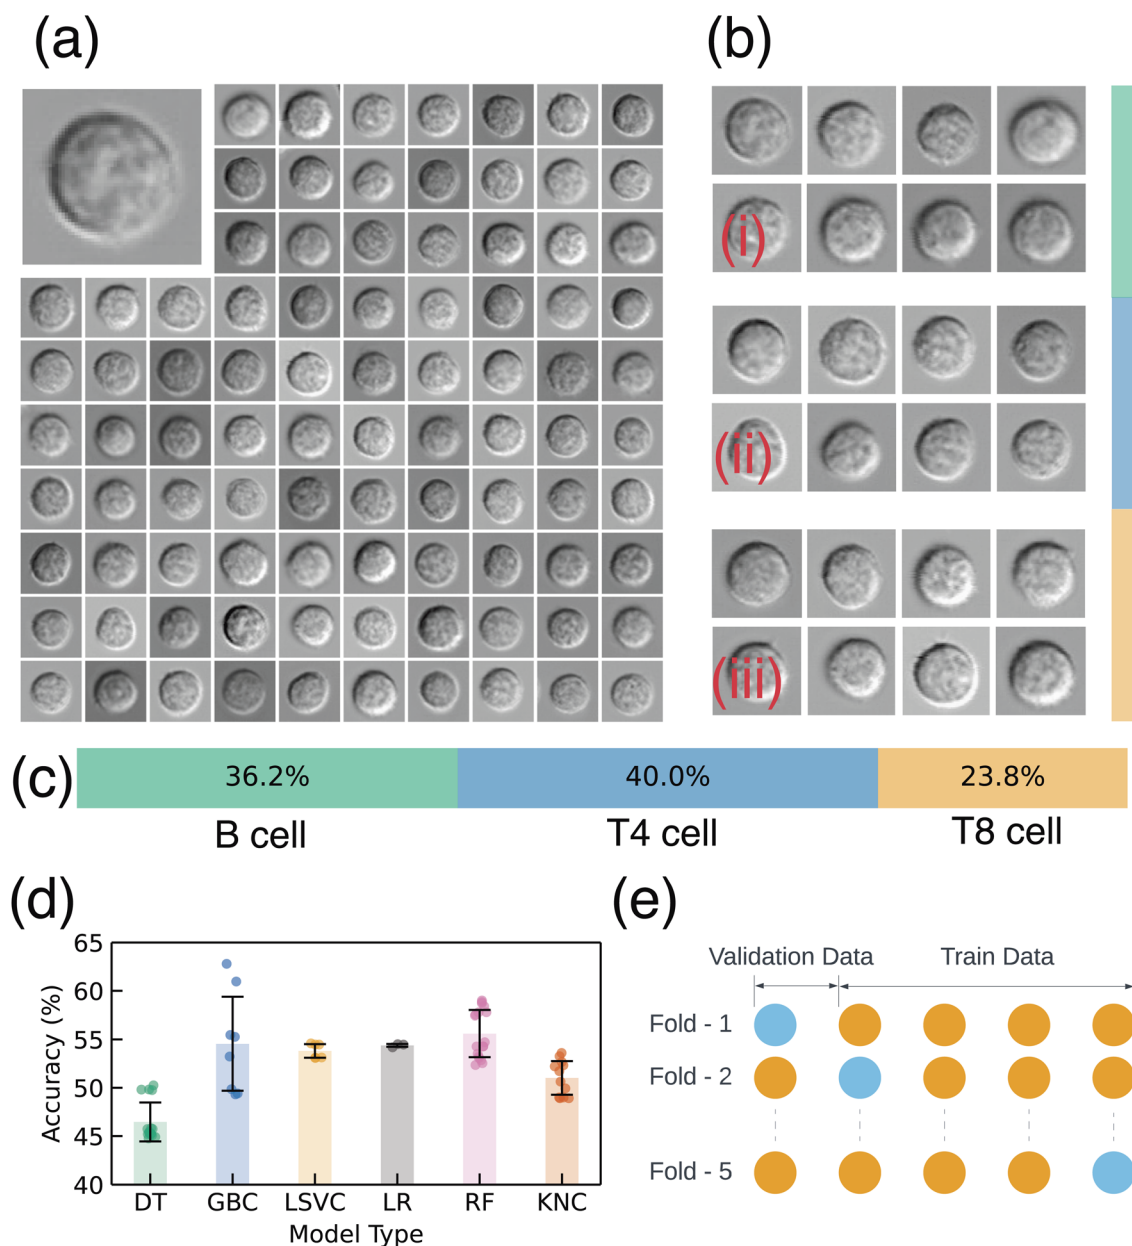 (a)
(b)
(i)
(ii)
(iii)
(c)
36.2%
40.0%
23.8%
B cell
T4 cell
T8 cell
(d)
Accuracy (%)
65
60
55
50
45
40
DT
GBC
LSVC
LR
RF
KNC
Model Type
(e)
Validation Data
Train Data
Fold - 1
Fold - 2
Fold - 5